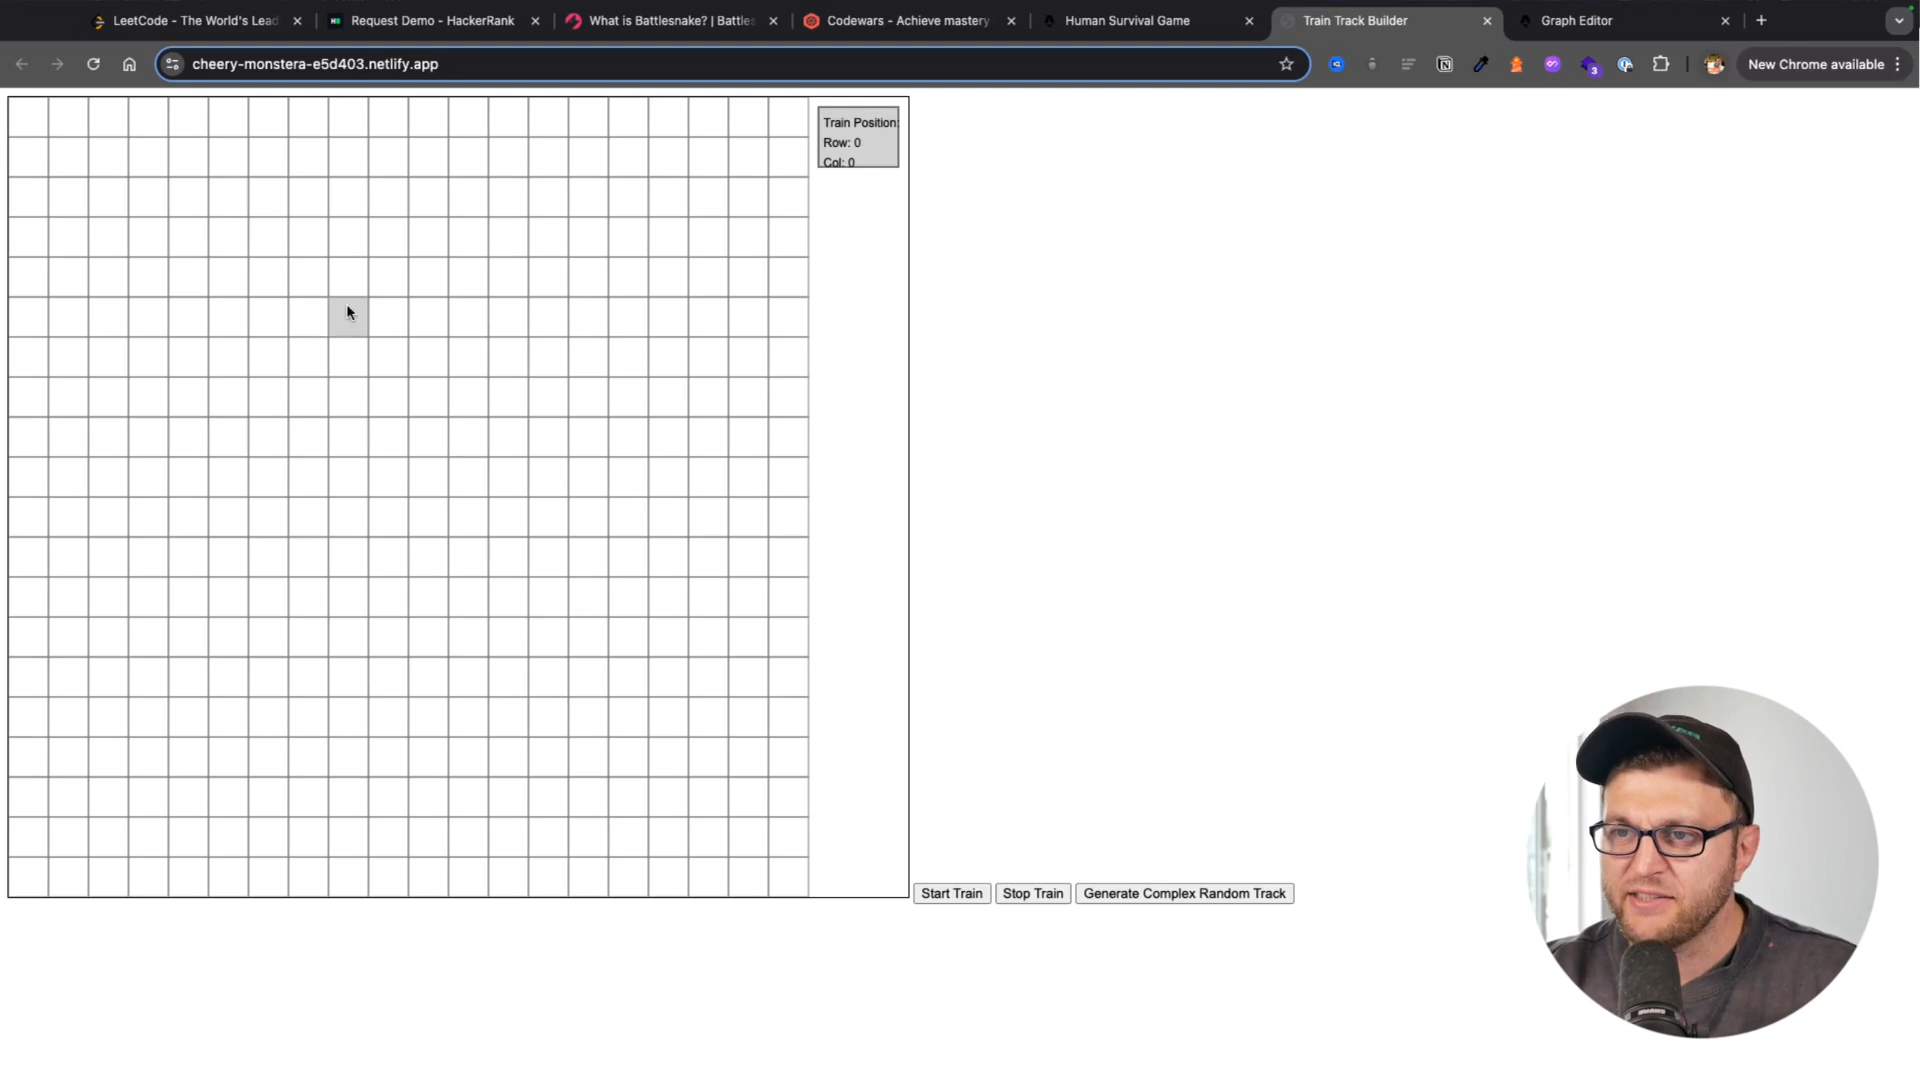 LeetCode - The World's Lead
Request Demo - HackerRank
What is Battlesnake? | Battles
Codewars - Achieve mastery
Human Survival Game
Train Track Builder
Graph Editor
cheery-monstera-e5d403.netlify.app
3
New Chrome available
Train Position:
Row: 0
Col: 0
Start Train
Stop Train
Generate Complex Random Track